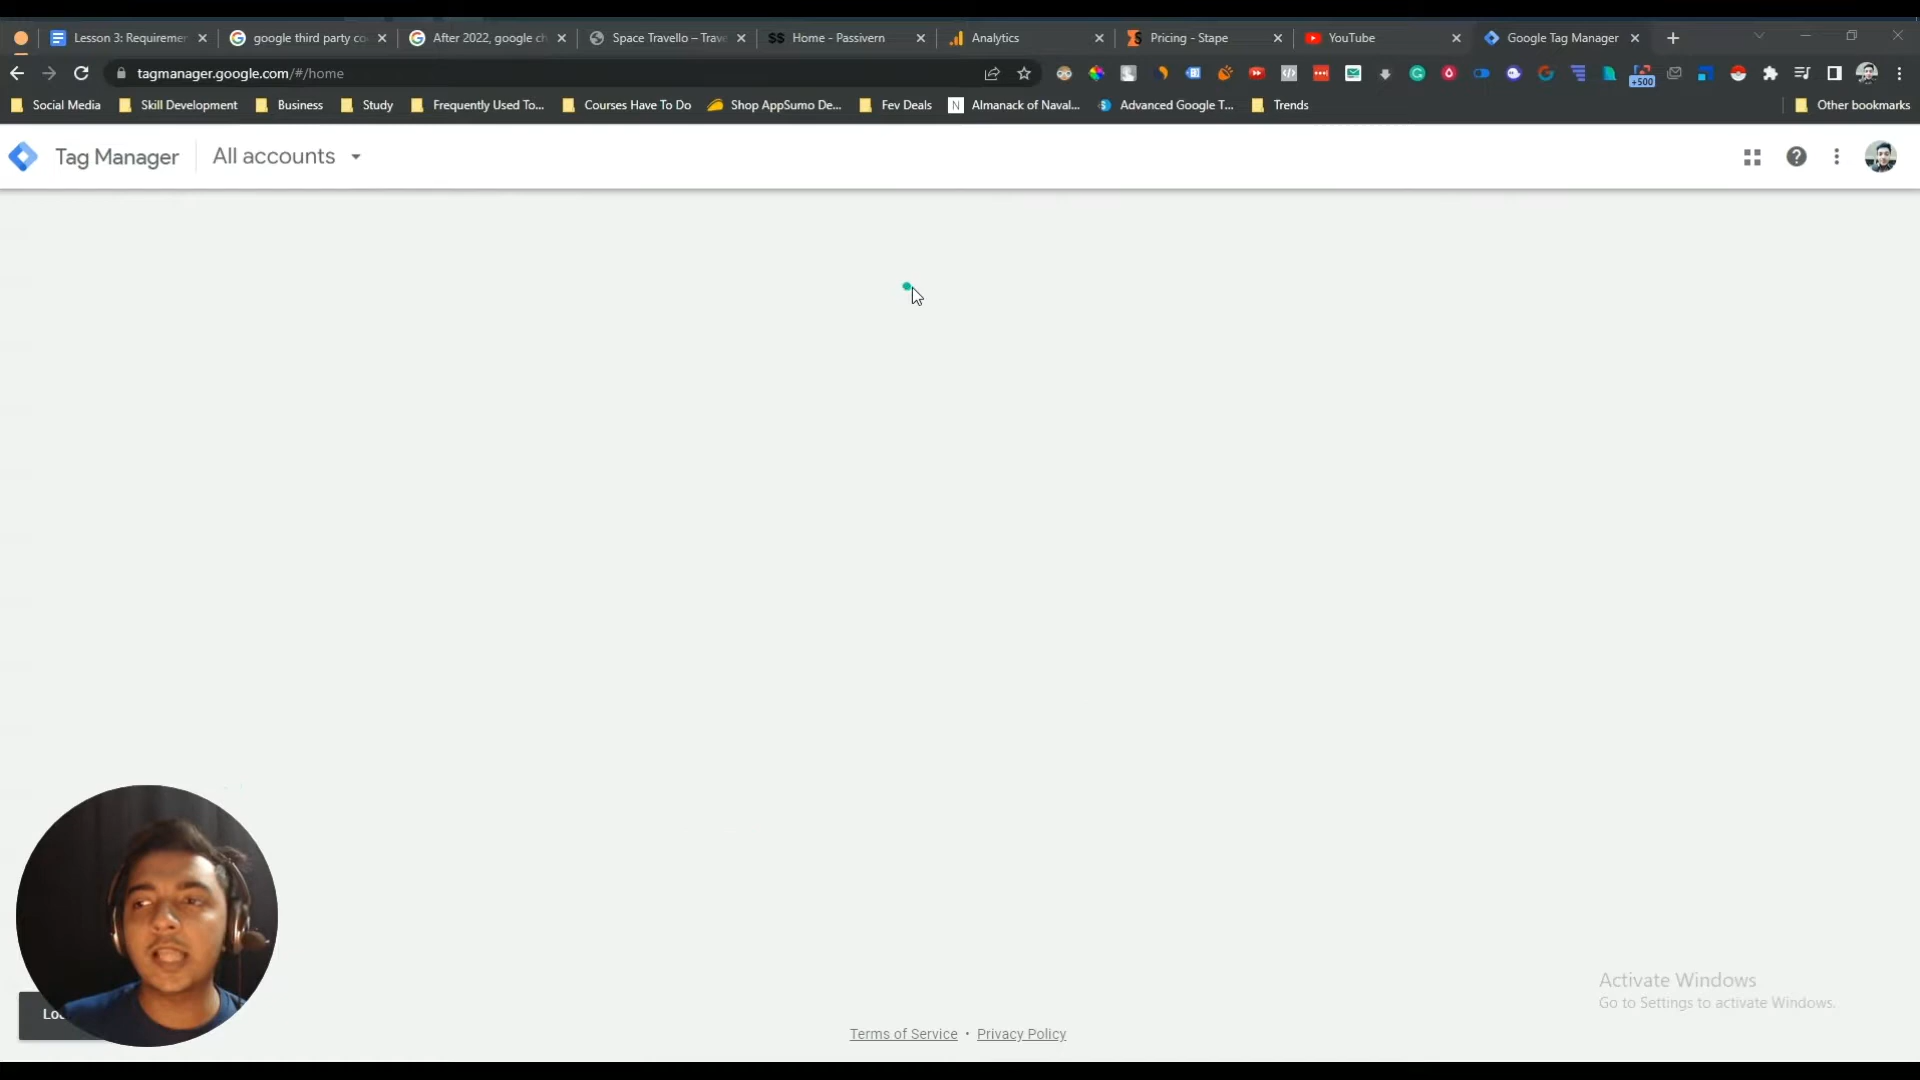 Lesson 3: Requiremen
google third party co
After 2022, google ch
Space Travello – Trav
Home - Passivern
Analytics
Pricing - Stape
YouTube
Google Tag Manager
tagmanager.google.com/#/home
+500
Social Media
Skill Development
Business
Study
Frequently Used To...
Courses Have To Do
Shop AppSumo De...
Fev Deals
Almanack of Naval...
Advanced Google T...
Trends
Other bookmarks
Tag Manager
All accounts
Activate Windows
Go to Settings to activate Windows.
Terms of Service • Privacy Policy